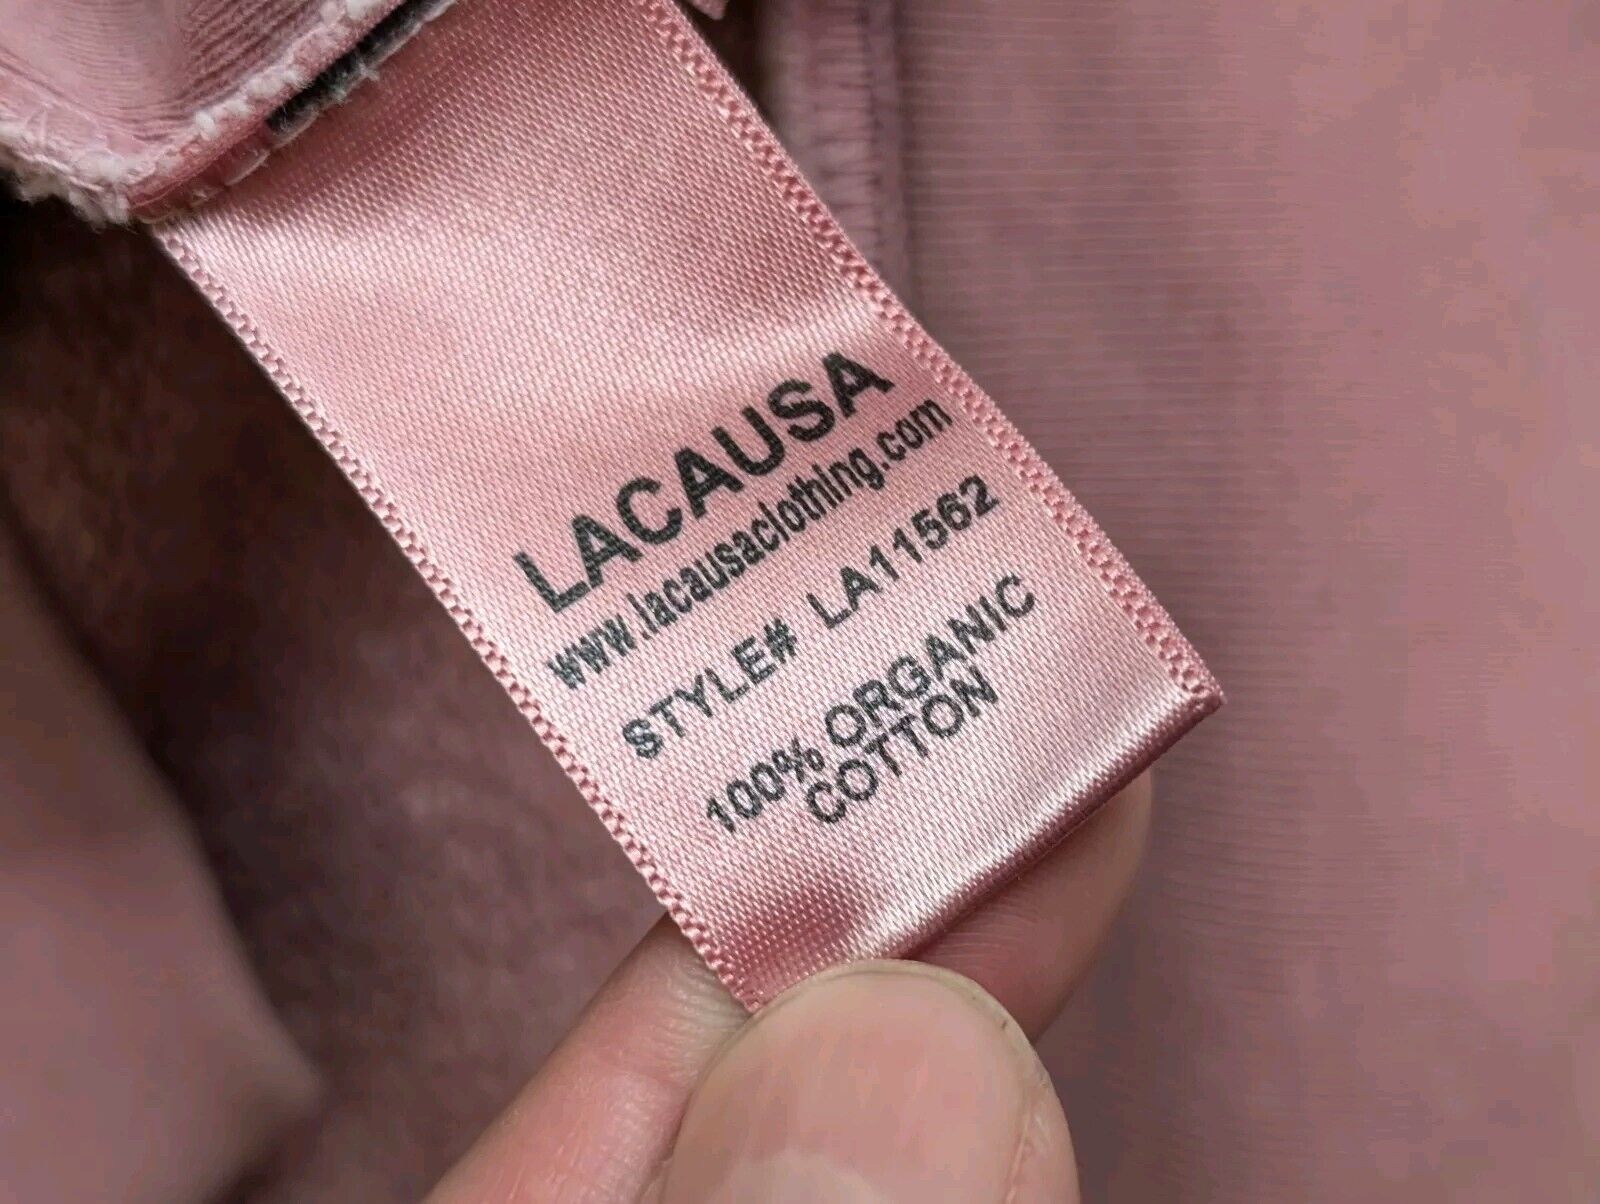 LACAUSA
www.lacausaclothing.com
STYLE# LA11562
100% ORGANIC
COTTON